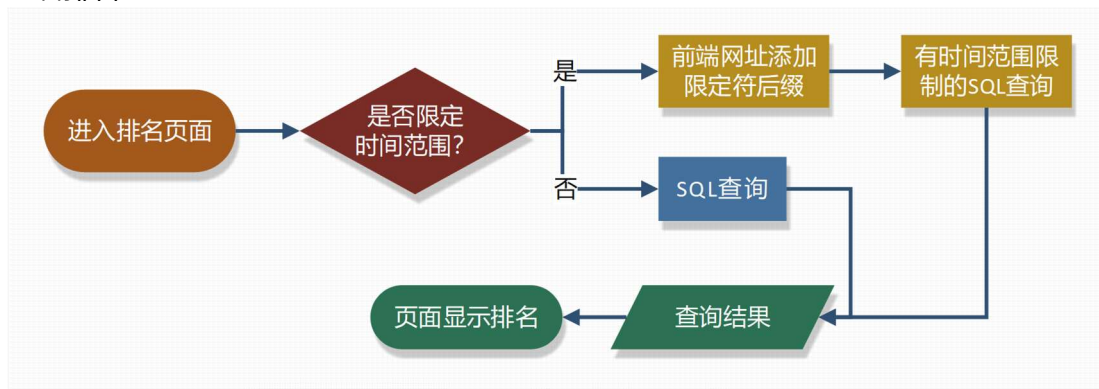 进入排名页面
是否限定
时间范围？
是
前端网址添加
限定符后缀
有时间范围限
制的SQL查询
否
SQL查询
查询结果
页面显示排名